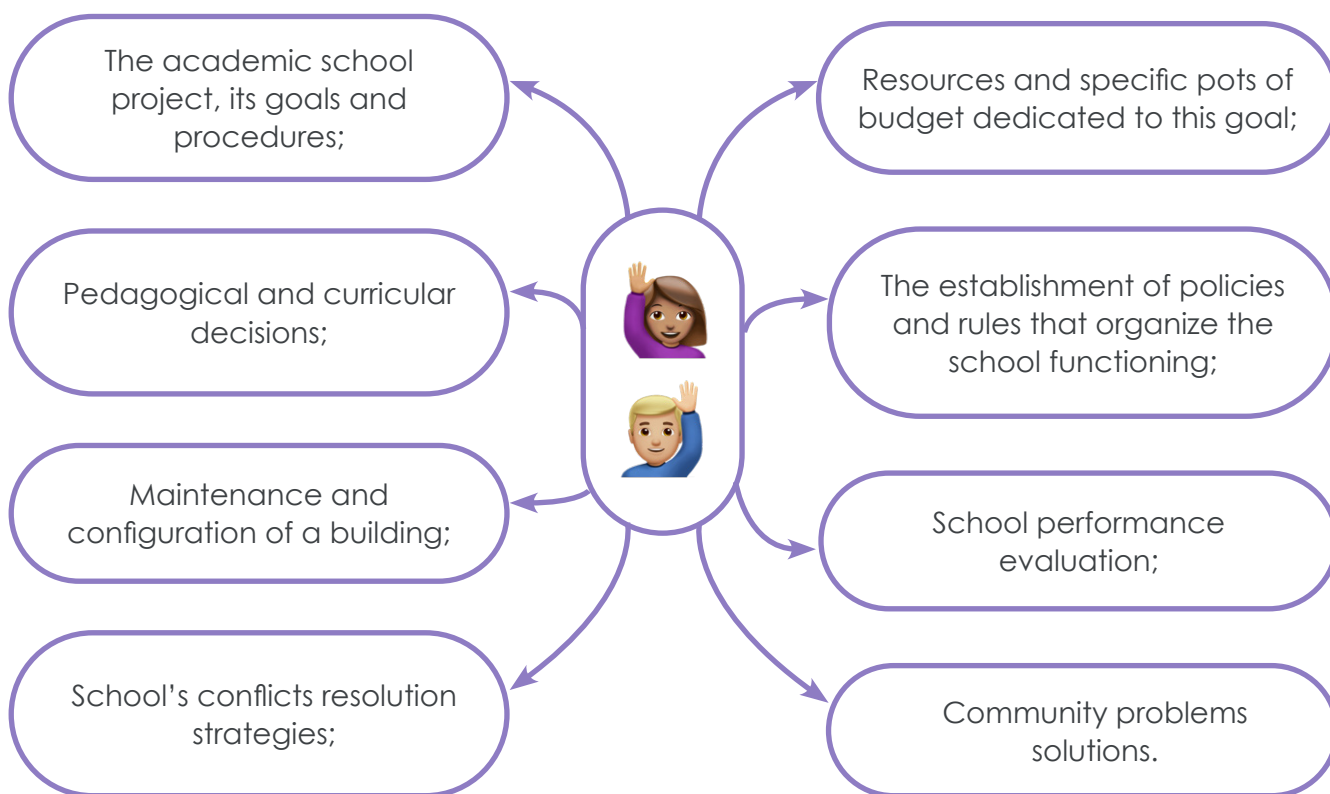 The academic school
project, its goals and
procedures;
Pedagogical and curricular
decisions;
Maintenance and
configuration of a building;
School’s conflicts resolution
strategies;
Resources and specific pots of
budget dedicated to this goal;
The establishment of policies
and rules that organize the
school functioning;
School performance
evaluation;
Community problems
solutions.